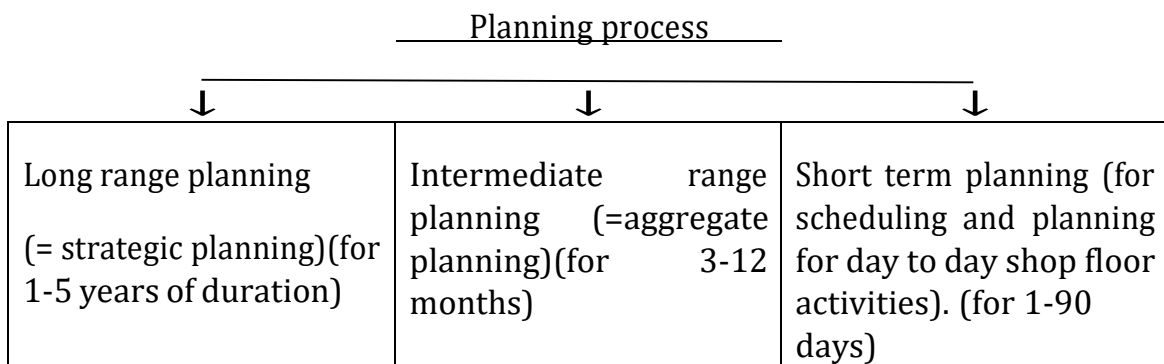 Planning process
Long range planning
(= strategic planning)(for
1-5 years of duration)
Intermediate range
planning (=aggregate
planning)(for 3-12
months)
Short term planning (for
scheduling and planning
for day to day shop floor
activities). (for 1-90
days)